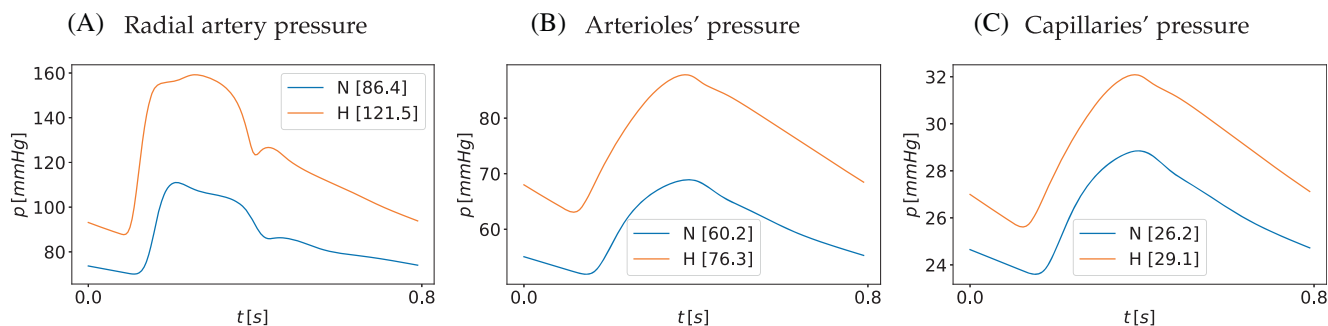 (A) Radial artery pressure
160
140
120
100
80
p [mmHg]
N [86.4]
H [121.5]
0.0
0.8
t [s]
(B) Arterioles' pressure
80
70
60
p [mmHg]
N [60.2]
H [76.3]
0.0
0.8
t [s]
(C) Capillaries' pressure
32
30
28
26
24
p [mmHg]
N [26.2]
H [29.1]
0.0
0.8
t [s]